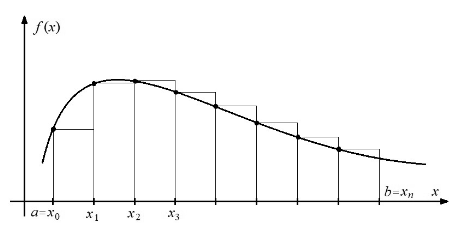 f(x)
b=xₙ x
a=x₀ x₁ x₂ x₃